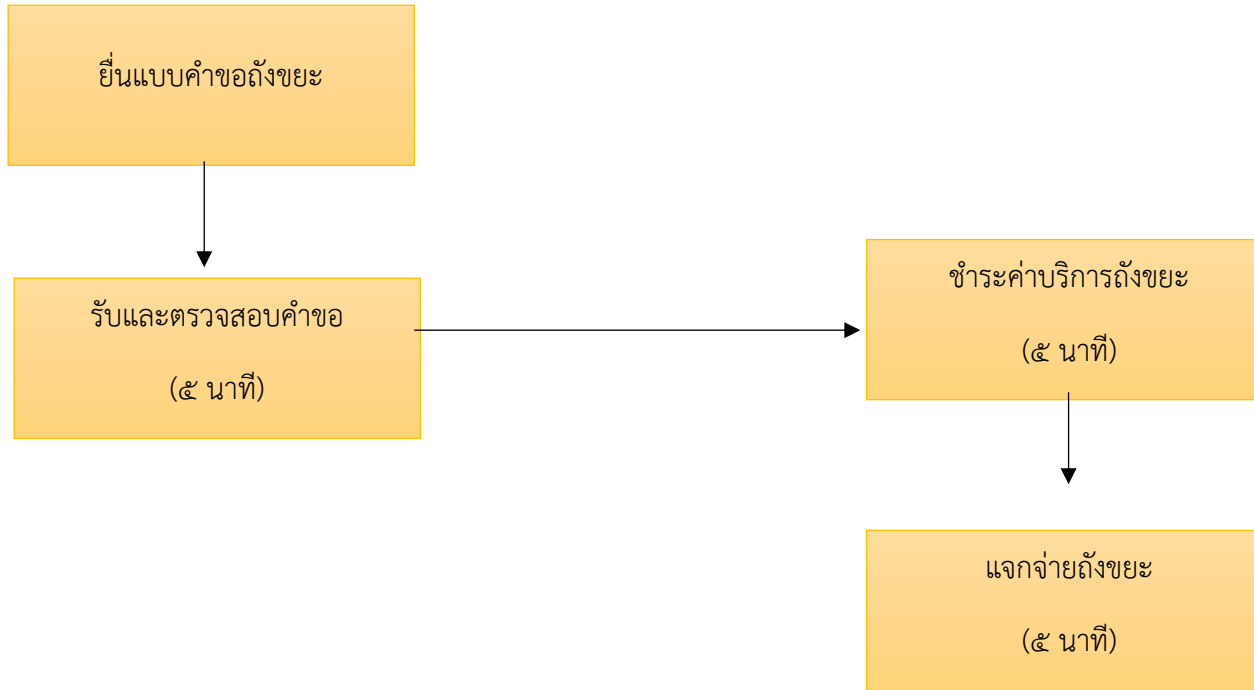 ยื่นแบบคำขอถังขยะ
รับและตรวจสอบคำขอ
(๕ นาที)
ชำระค่าบริการถังขยะ
(๕ นาที)
แจกจ่ายถังขยะ
(๕ นาที)